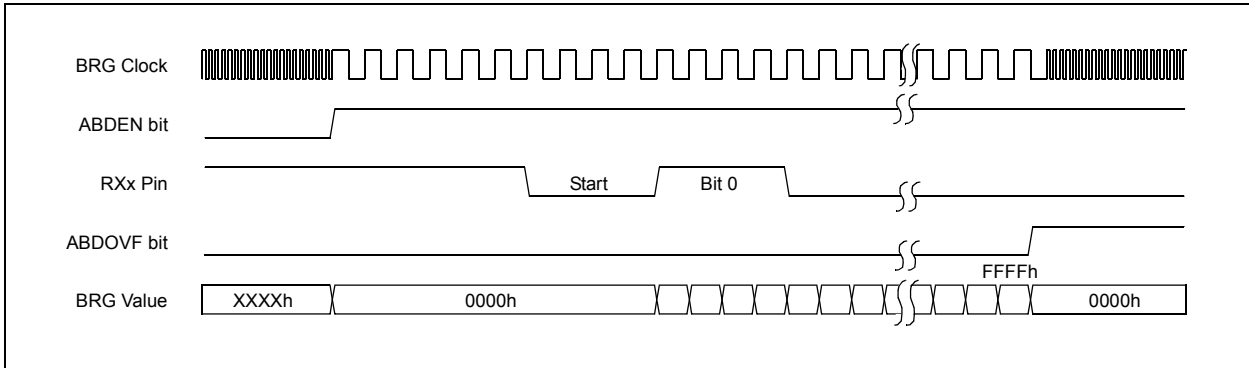 BRG Clock
ABDEN bit
RXx Pin
Start
Bit 0
ABDOVF bit
FFFFh
BRG Value
XXXXh
0000h
0000h